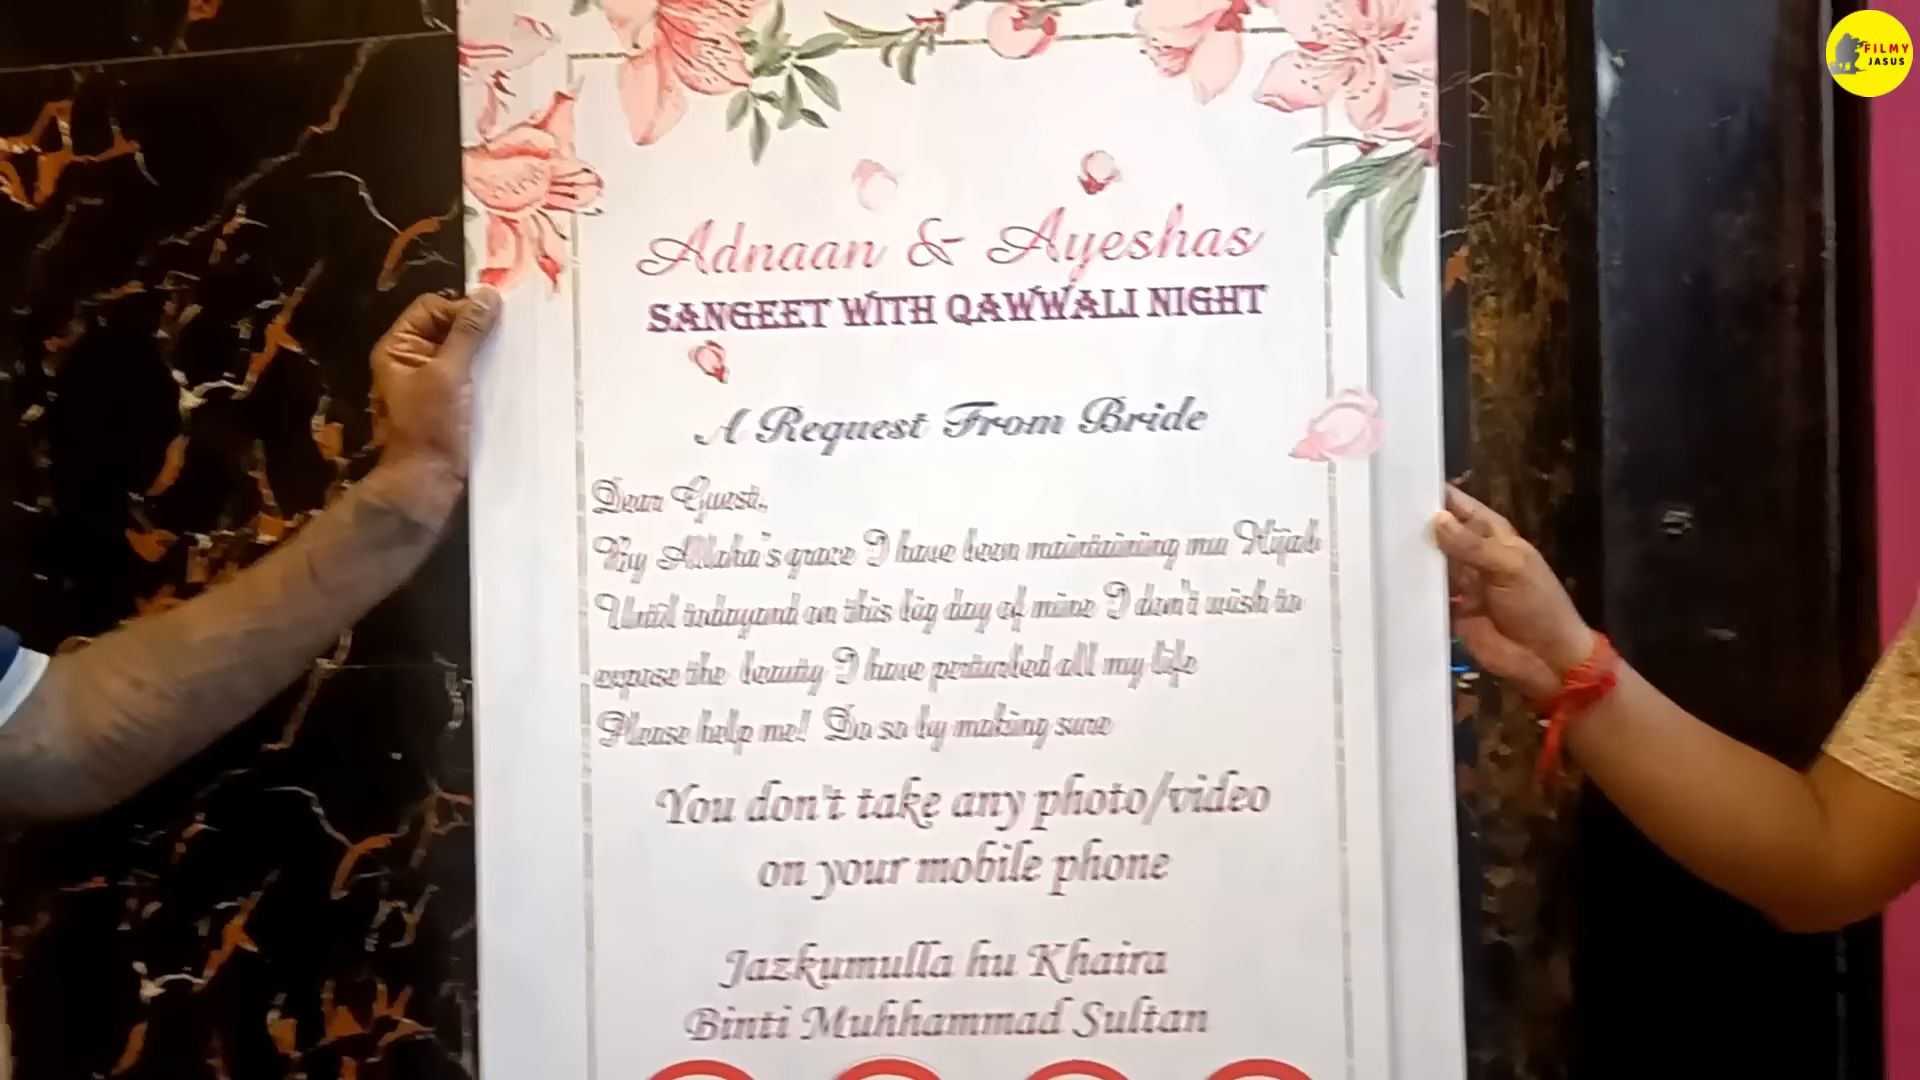 FILMY
JASUS
Adnaan & Ayeshas
SANGEET WITH QAWWALI NIGHT
A Request From Bride
Dear Guest,
By Allaha's grace I have been maintaining my Hijab
Until todayand on this big day of mine I don't wish to
expose the beauty I have all my life
Please help me! Do so by making sure
You don't take any photo/video
on your mobile phone
Jazkumulla hu Khaira
Binti Muhhammad Sultan